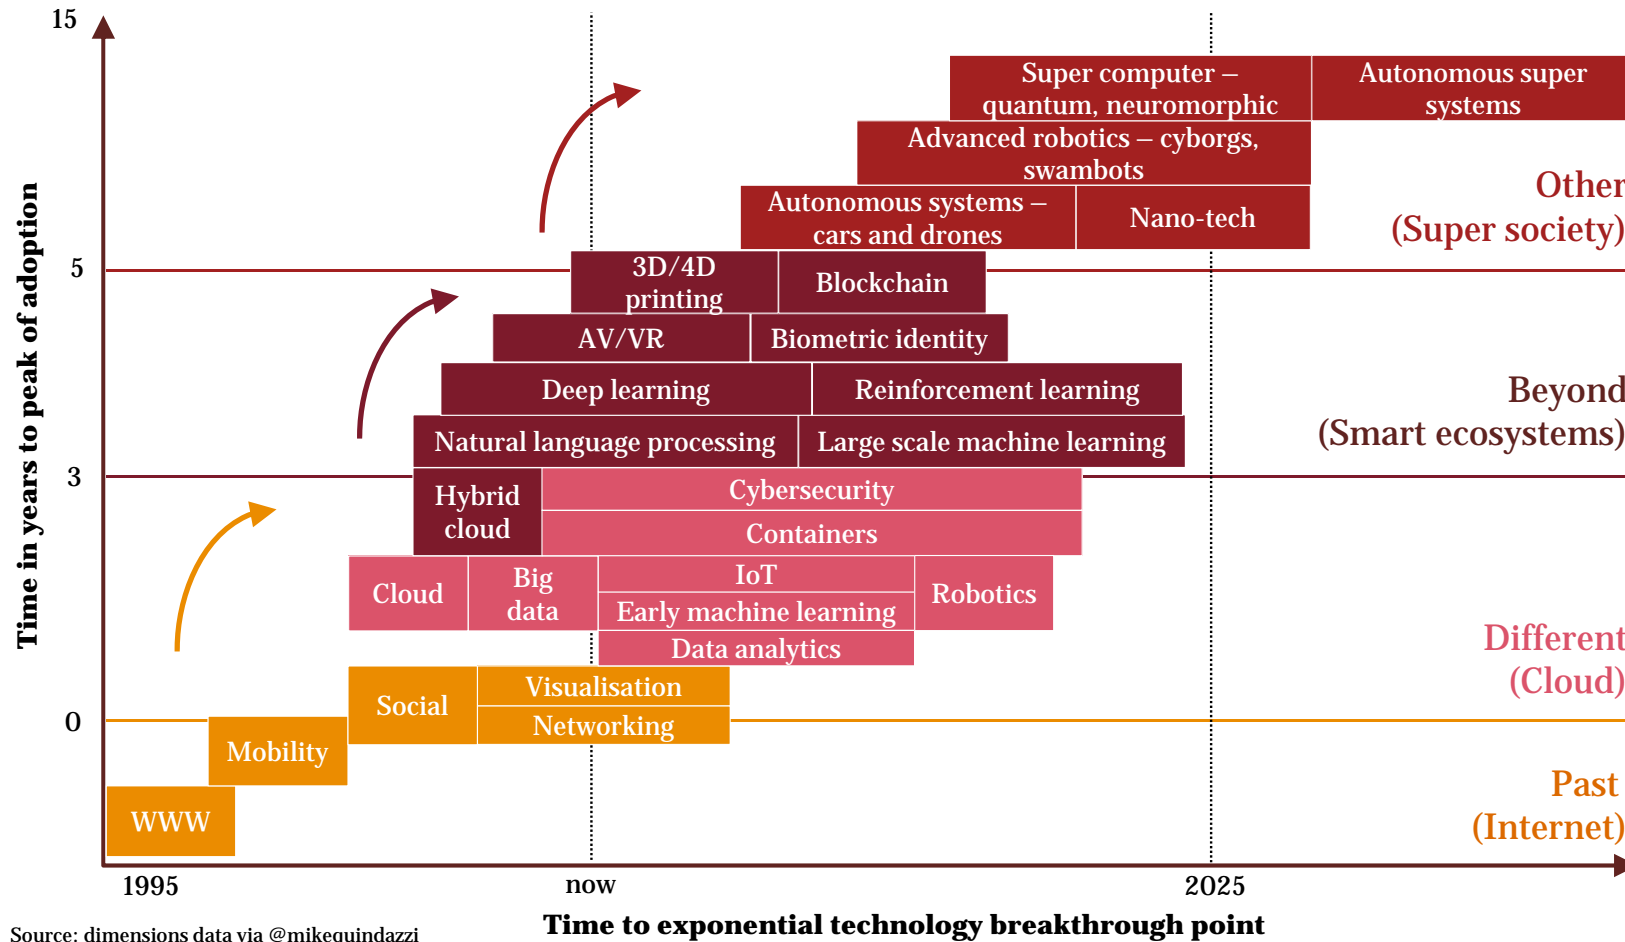 15
Super computer –
quantum, neuromorphic
Autonomous super
systems
Advanced robotics – cyborgs,
swambots
Autonomous systems –
cars and drones
Nano-tech
Other
(Super society)
5
3D/4D
printing
Blockchain
AV/VR
Biometric identity
Deep learning
Reinforcement learning
Natural language processing
Large scale machine learning
Beyond
(Smart ecosystems)
3
Hybrid
cloud
Cybersecurity
Containers
Cloud
Big
data
IoT
Early machine learning
Data analytics
Robotics
Different
(Cloud)
Social
Visualisation
Networking
0
Mobility
WWW
Past
(Internet)
Time in years to peak of adoption
1995
now
2025
Time to exponential technology breakthrough point
Source: dimensions data via @mikequindazzi